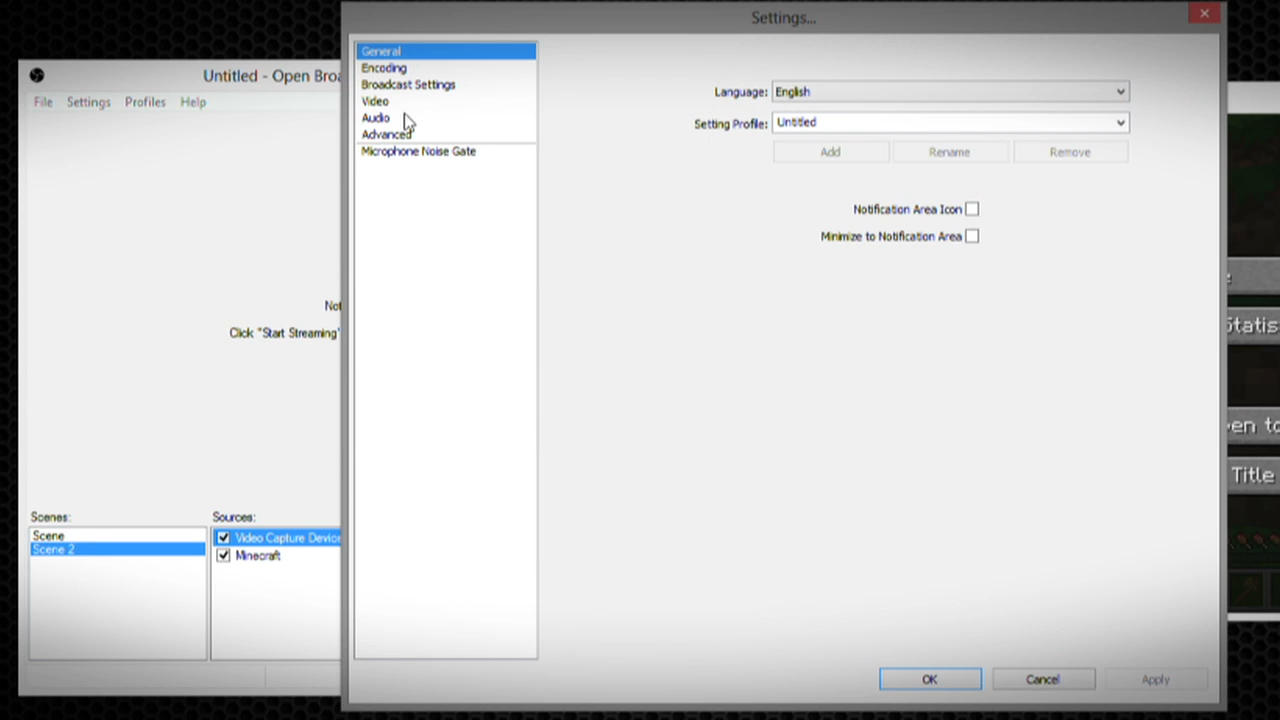 Settings...
Untitled - Open Broa
File Settings Profiles Help
General
Encoding
Broadcast Settings
Video
Audio
Advanced
Microphone Noise Gate
Language: English
Setting Profile: Untitled
Add Rename Remove
Notification Area Icon
Minimize to Notification Area
Not
Click "Start Streaming"
Scenes:
Scene
Scene 2
Sources:
Video Capture Device
Minecraft
OK Cancel Apply
Statis
en to
Title